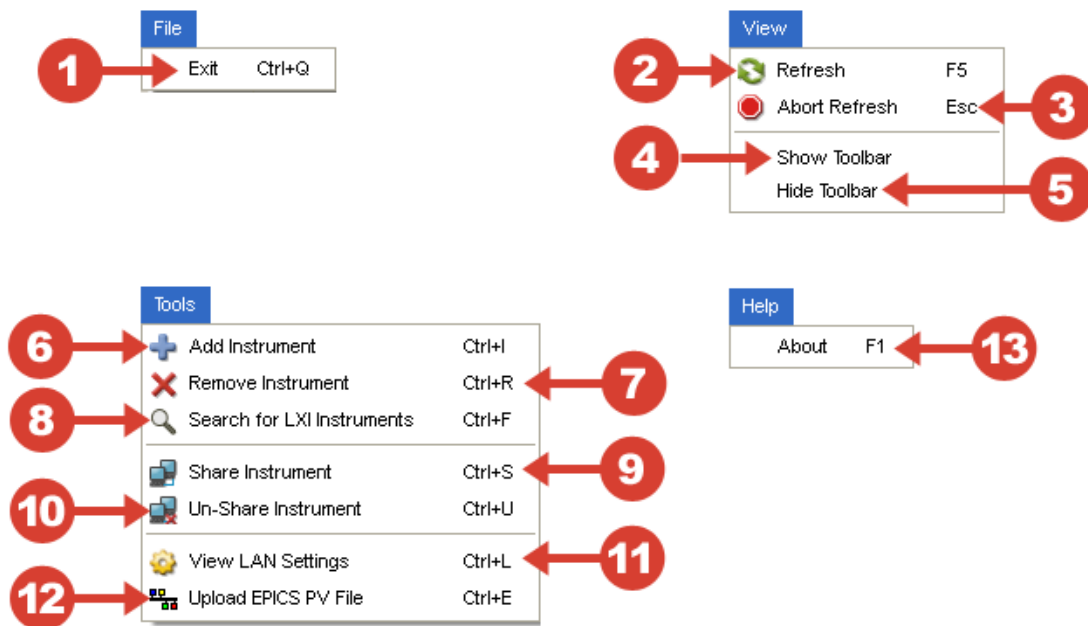 File
1 Exit Ctrl+Q
View
2 Refresh F5
Abort Refresh Esc 3
4 Show Toolbar
Hide Toolbar 5
Tools
6 Add Instrument Ctrl+I
Remove Instrument Ctrl+R 7
8 Search for LXI Instruments Ctrl+F
Share Instrument Ctrl+S 9
10 Un-Share Instrument Ctrl+U
View LAN Settings Ctrl+L 11
12 Upload EPICS PV File Ctrl+E
Help
About F1 13